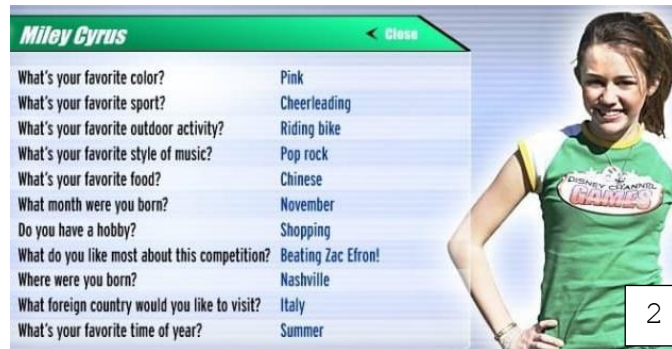 Miley Cyrus
Close
What's your favorite color? Pink
What's your favorite sport? Cheerleading
What's your favorite outdoor activity? Riding bike
What's your favorite style of music? Pop rock
What's your favorite food? Chinese
What month were you born? November
Do you have a hobby? Shopping
What do you like most about this competition? Beating Zac Efron!
Where were you born? Nashville
What foreign country would you like to visit? Italy
What's your favorite time of year? Summer
DISNEY CHANNEL
GAMES
2